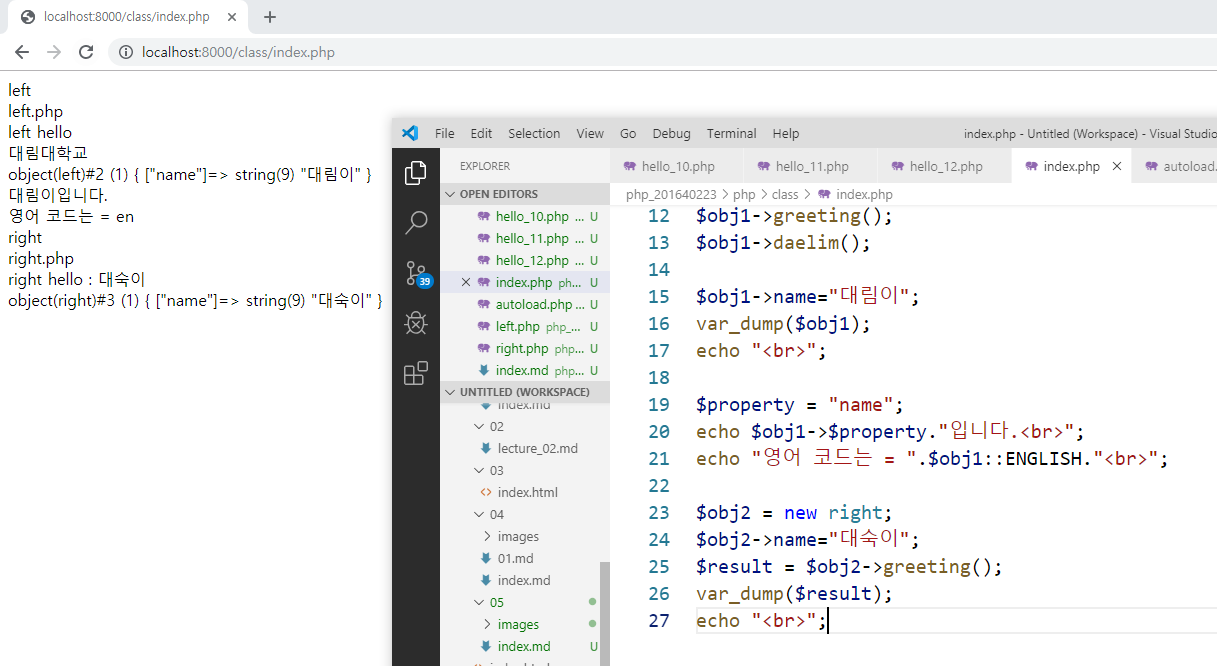 localhost:8000/class/index.php
localhost:8000/class/index.php
left
left.php
left hello
대림대학교
object(left)#2 (1) { ["name"]=> string(9) "대림이" }
대림이입니다.
영어 코드는 = en
right
right.php
right hello : 대숙이
object(right)#3 (1) { ["name"]=> string(9) "대숙이" }
File Edit Selection View Go Debug Terminal Help index.php - Untitled (Workspace) - Visual Studio
EXPLORER
hello_10.php hello_11.php hello_12.php index.php autoload.
OPEN EDITORS
php_201640223 > php > class > index.php
hello_10.php ... U
hello_11.php ... U
hello_12.php ... U
index.php ph... U
autoload.php ... U
left.php php_... U
right.php php... U
index.md php... U
39
UNTITLED (WORKSPACE)
index.md
02
lecture_02.md
03
index.html
04
images
01.md
index.md
05
images
index.md U
12 $obj1->greeting();
13 $obj1->daelim();
14
15 $obj1->name="대림이";
16 var_dump($obj1);
17 echo "<br>";
18
19 $property = "name";
20 echo $obj1->$property."입니다.<br>";
21 echo "영어 코드는 = ".$obj1::ENGLISH."<br>";
22
23 $obj2 = new right;
24 $obj2->name="대숙이";
25 $result = $obj2->greeting();
26 var_dump($result);
27 echo "<br>";